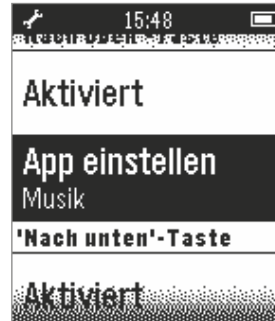 15:48
Aktiviert
App einstellen
Musik
'Nach unten'-Taste
Aktiviert